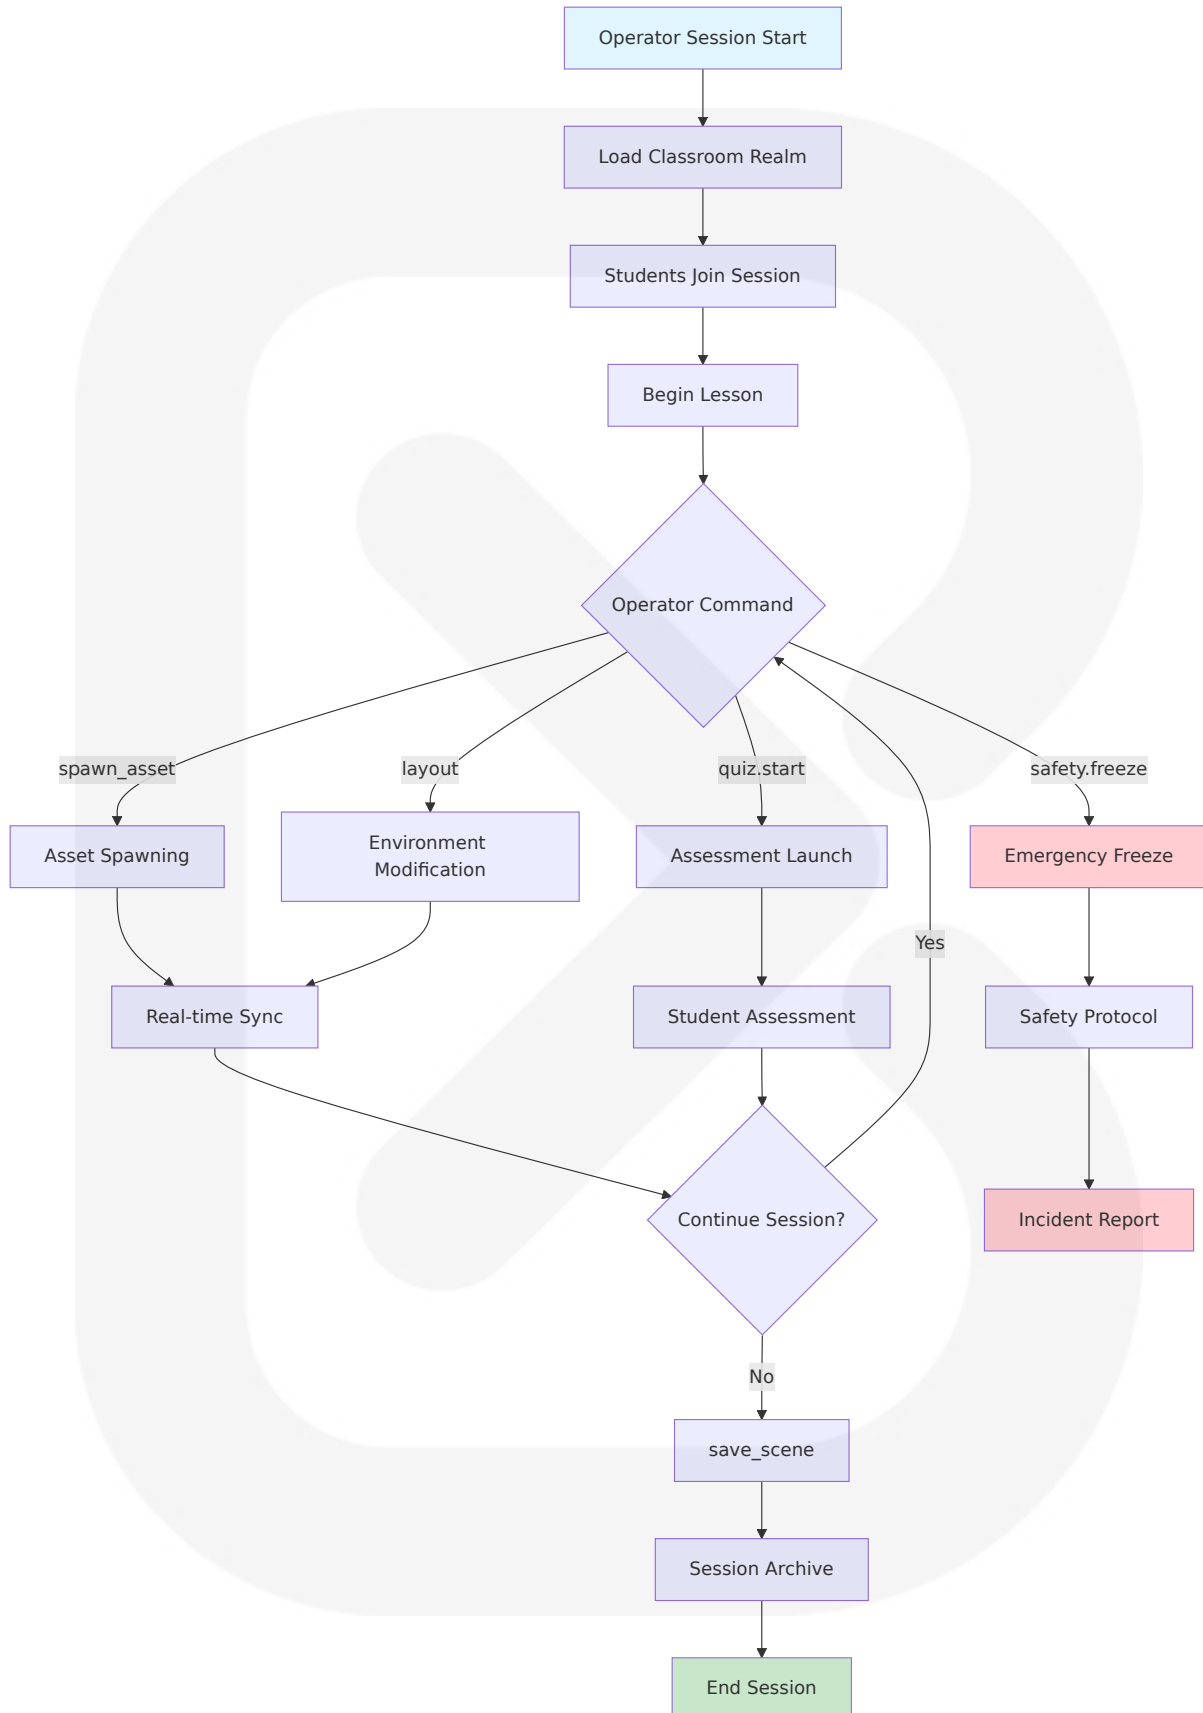 Operator Session Start
Load Classroom Realm
Students Join Session
Begin Lesson
Operator Command
spawn_asset
layout
quiz.start
safety.freeze
Asset Spawning
Environment
Modification
Assessment Launch
Emergency Freeze
Yes
Real-time Sync
Student Assessment
Safety Protocol
Continue Session?
Incident Report
No
save_scene
Session Archive
End Session